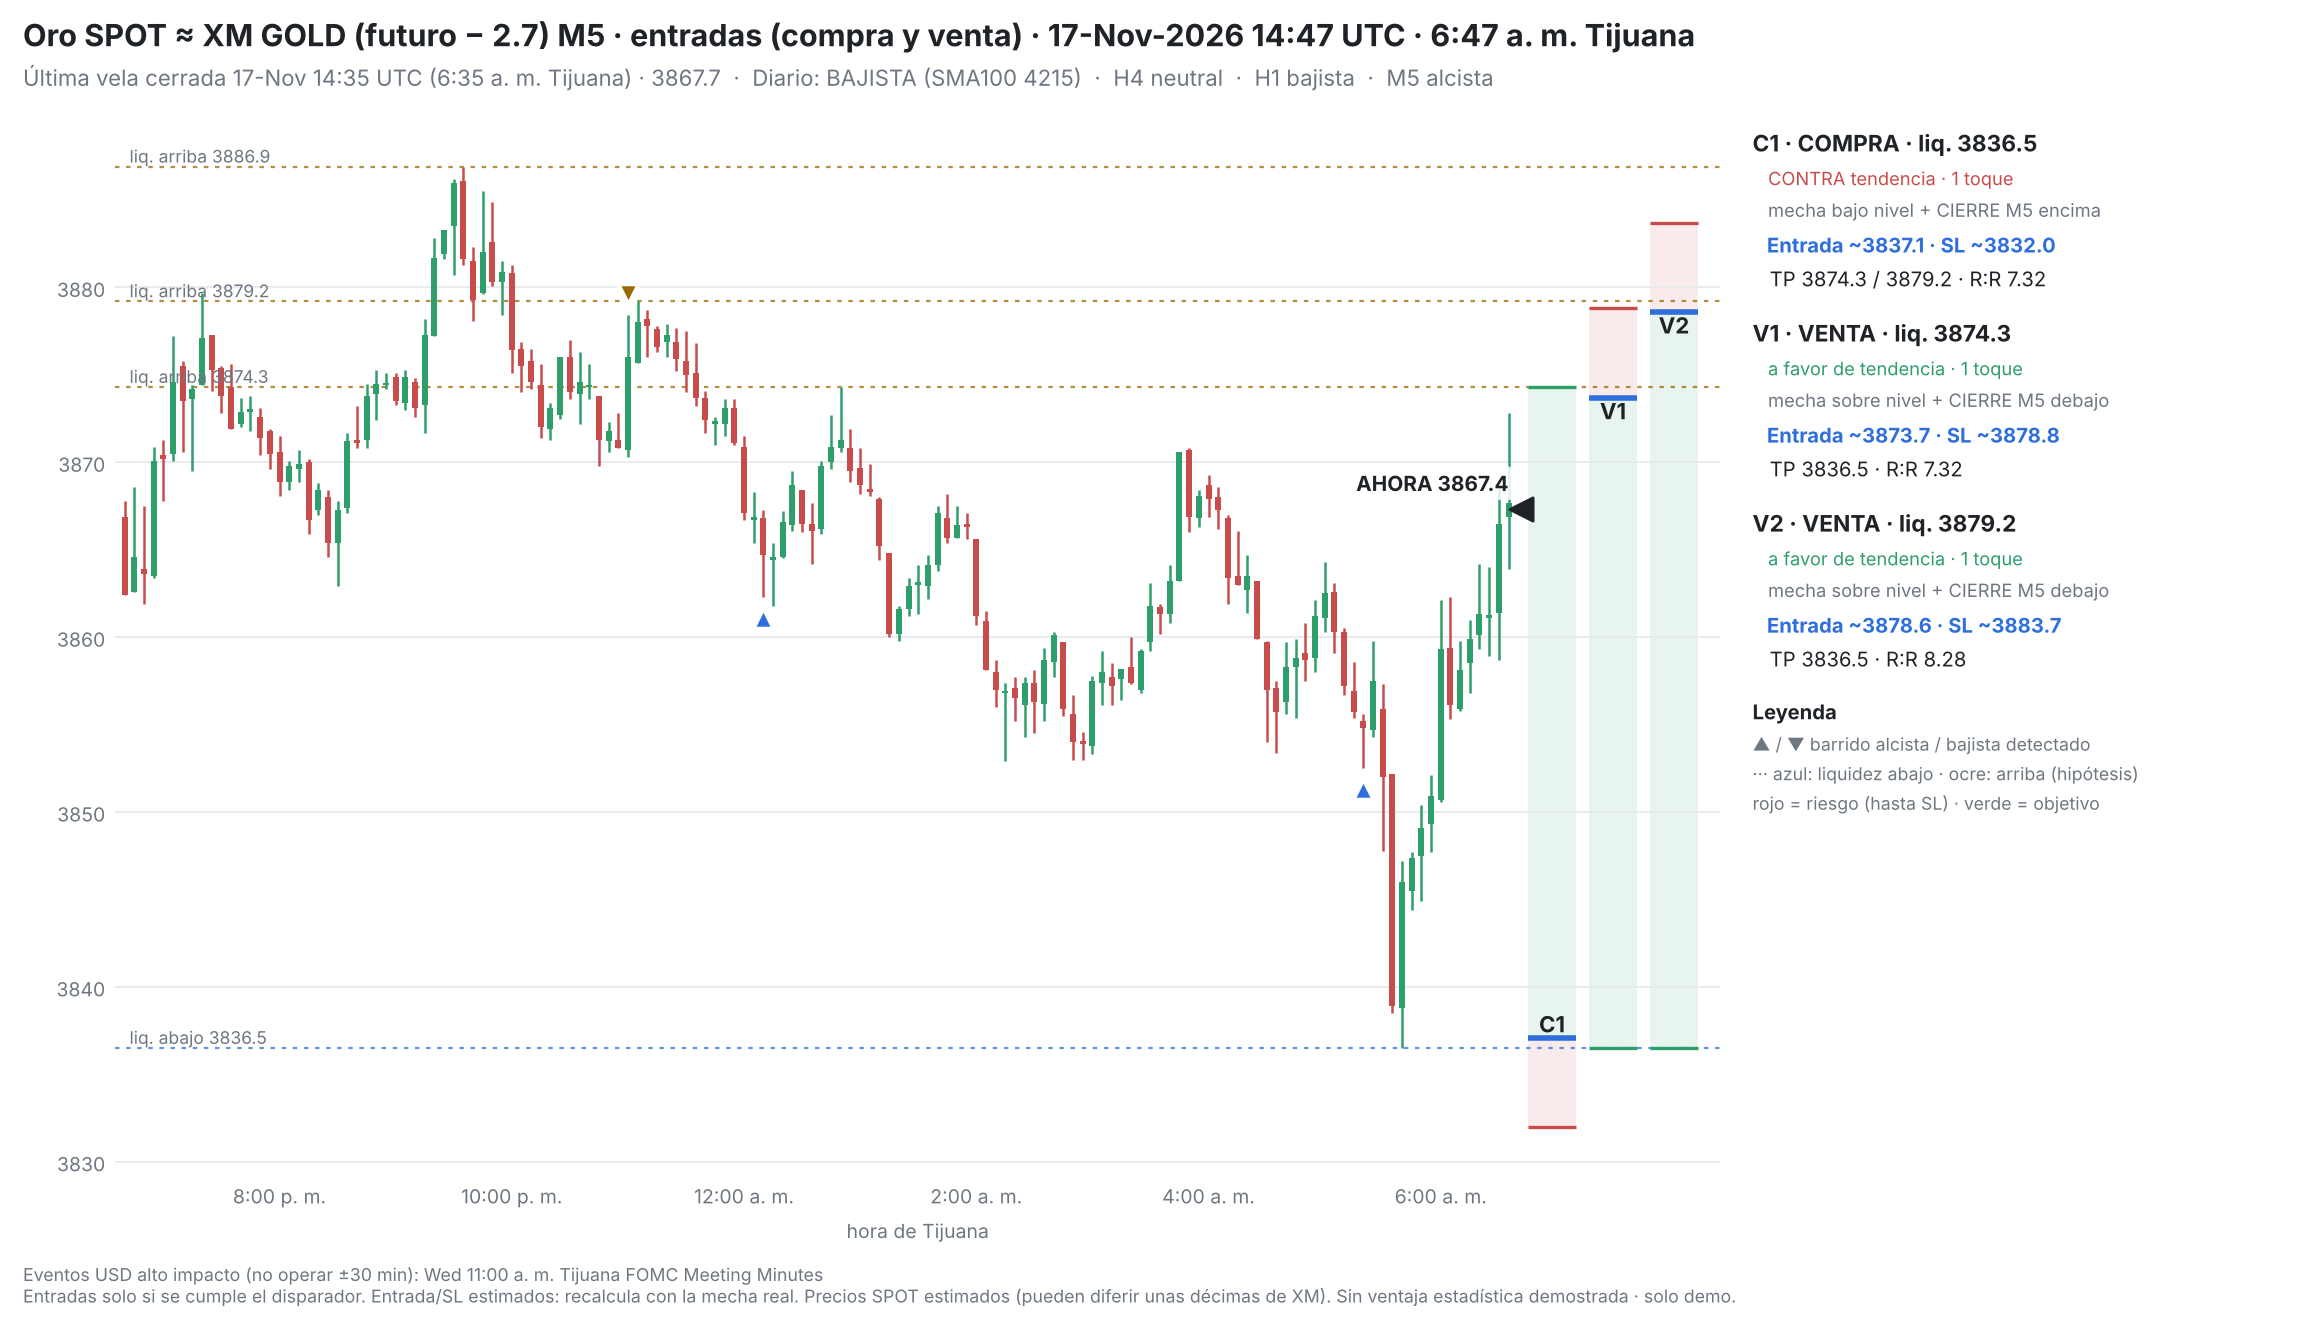 Oro SPOT ≈ XM GOLD (futuro − 2.7) M5 · entradas (compra y venta) · 17-Nov-2026 14:47 UTC · 6:47 a. m. Tijuana
Última vela cerrada 17-Nov 14:35 UTC (6:35 a. m. Tijuana) · 3867.7 · Diario: BAJISTA (SMA100 4215) · H4 neutral · H1 bajista · M5 alcista
liq. arriba 3886.9
3880
liq. arriba 3879.2
liq. arriba 3874.3
3870
AHORA 3867.4
3860
3850
3840
liq. abajo 3836.5
3830
V2
V1
C1
8:00 p. m.
10:00 p. m.
12:00 a. m.
2:00 a. m.
4:00 a. m.
6:00 a. m.
hora de Tijuana
C1 · COMPRA · liq. 3836.5
CONTRA tendencia · 1 toque
mecha bajo nivel + CIERRE M5 encima
Entrada ~3837.1 · SL ~3832.0
TP 3874.3 / 3879.2 · R:R 7.32
V1 · VENTA · liq. 3874.3
a favor de tendencia · 1 toque
mecha sobre nivel + CIERRE M5 debajo
Entrada ~3873.7 · SL ~3878.8
TP 3836.5 · R:R 7.32
V2 · VENTA · liq. 3879.2
a favor de tendencia · 1 toque
mecha sobre nivel + CIERRE M5 debajo
Entrada ~3878.6 · SL ~3883.7
TP 3836.5 · R:R 8.28
Leyenda
▲ / ▼ barrido alcista / bajista detectado
··· azul: liquidez abajo · ocre: arriba (hipótesis)
rojo = riesgo (hasta SL) · verde = objetivo
Eventos USD alto impacto (no operar ±30 min): Wed 11:00 a. m. Tijuana FOMC Meeting Minutes
Entradas solo si se cumple el disparador. Entrada/SL estimados: recalcula con la mecha real. Precios SPOT estimados (pueden diferir unas décimas de XM). Sin ventaja estadística demostrada · solo demo.